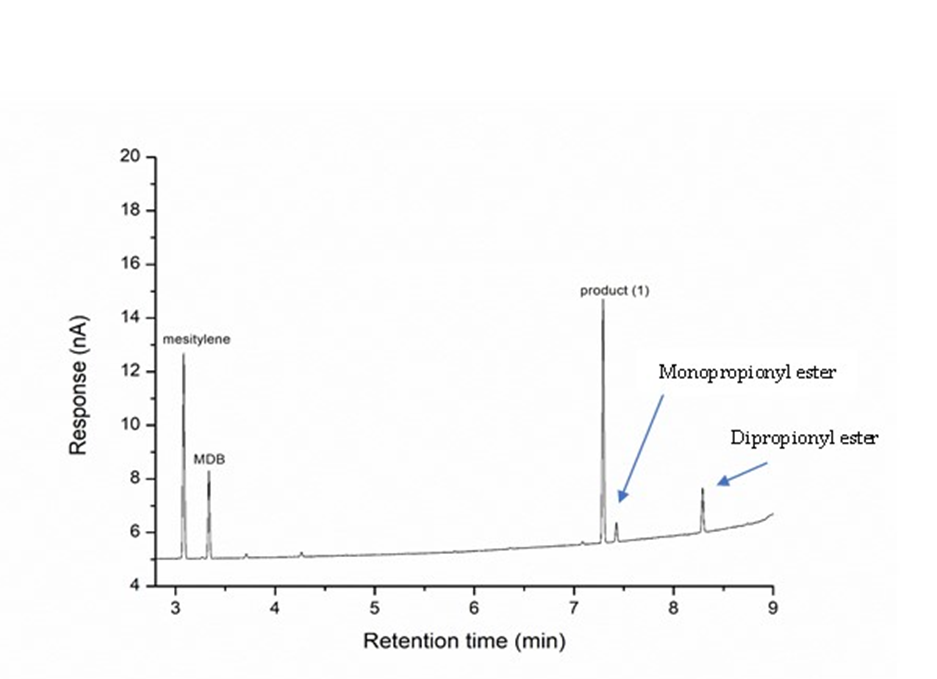 20
18
16
14
12
10
8
6
4
Response (nA)
mesitylene
MDB
product (1)
Monopropionyl ester
Dipropionyl ester
3 4 5 6 7 8 9
Retention time (min)